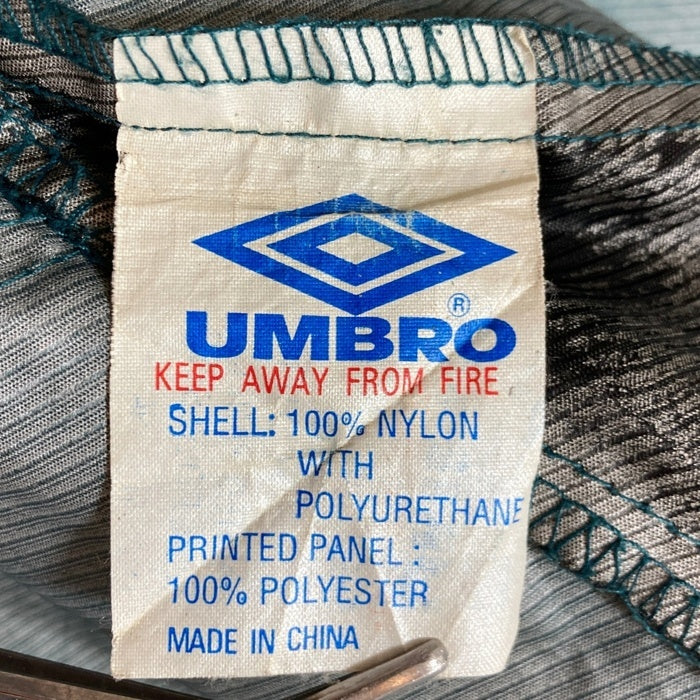 UMBRO®
KEEP AWAY FROM FIRE
SHELL: 100% NYLON
WITH
POLYURETHANE
PRINTED PANEL :
100% POLYESTER
MADE IN CHINA